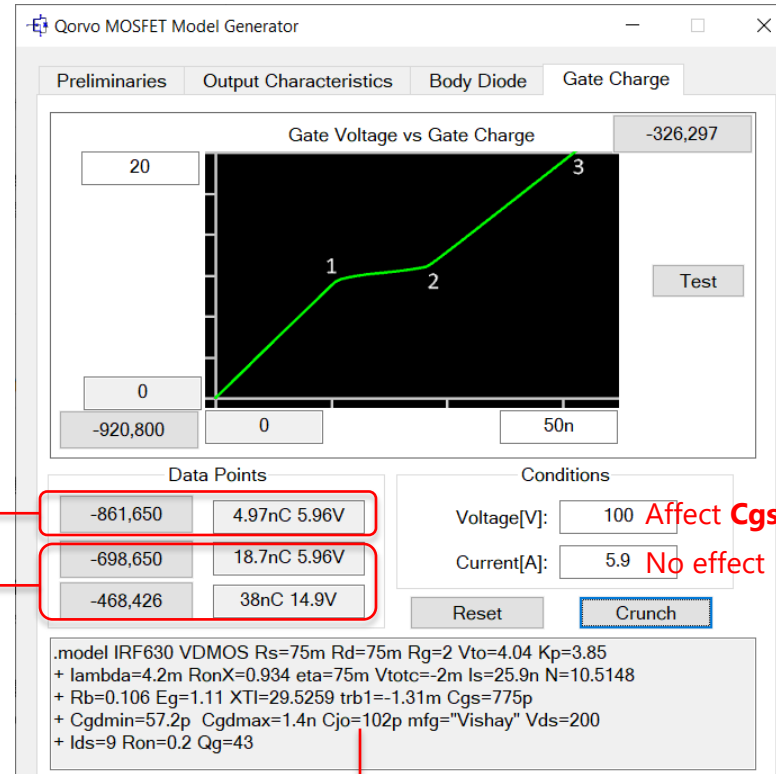 Qorvo MOSFET Model Generator
Preliminaries Output Characteristics Body Diode Gate Charge
Gate Voltage vs Gate Charge -326,297
20
3
1
2
Test
0
-920,800 0 50n
Data Points Conditions
-861,650 4.97nC 5.96V Voltage[V]: 100 Affect Cgs
-698,650 18.7nC 5.96V Current[A]: 5.9 No effect
-468,426 38nC 14.9V Reset Crunch
.model IRF630 VDMOS Rs=75m Rd=75m Rg=2 Vto=4.04 Kp=3.85
+ lambda=4.2m RonX=0.934 eta=75m Vtotc=-2m Is=25.9n N=10.5148
+ Rb=0.106 Eg=1.11 XTI=29.5259 trb1=-1.31m Cgs=775p
+ Cgdmin=57.2p Cgdmax=1.4n Cjo=102p mfg="Vishay" Vds=200
+ Ids=9 Ron=0.2 Qg=43